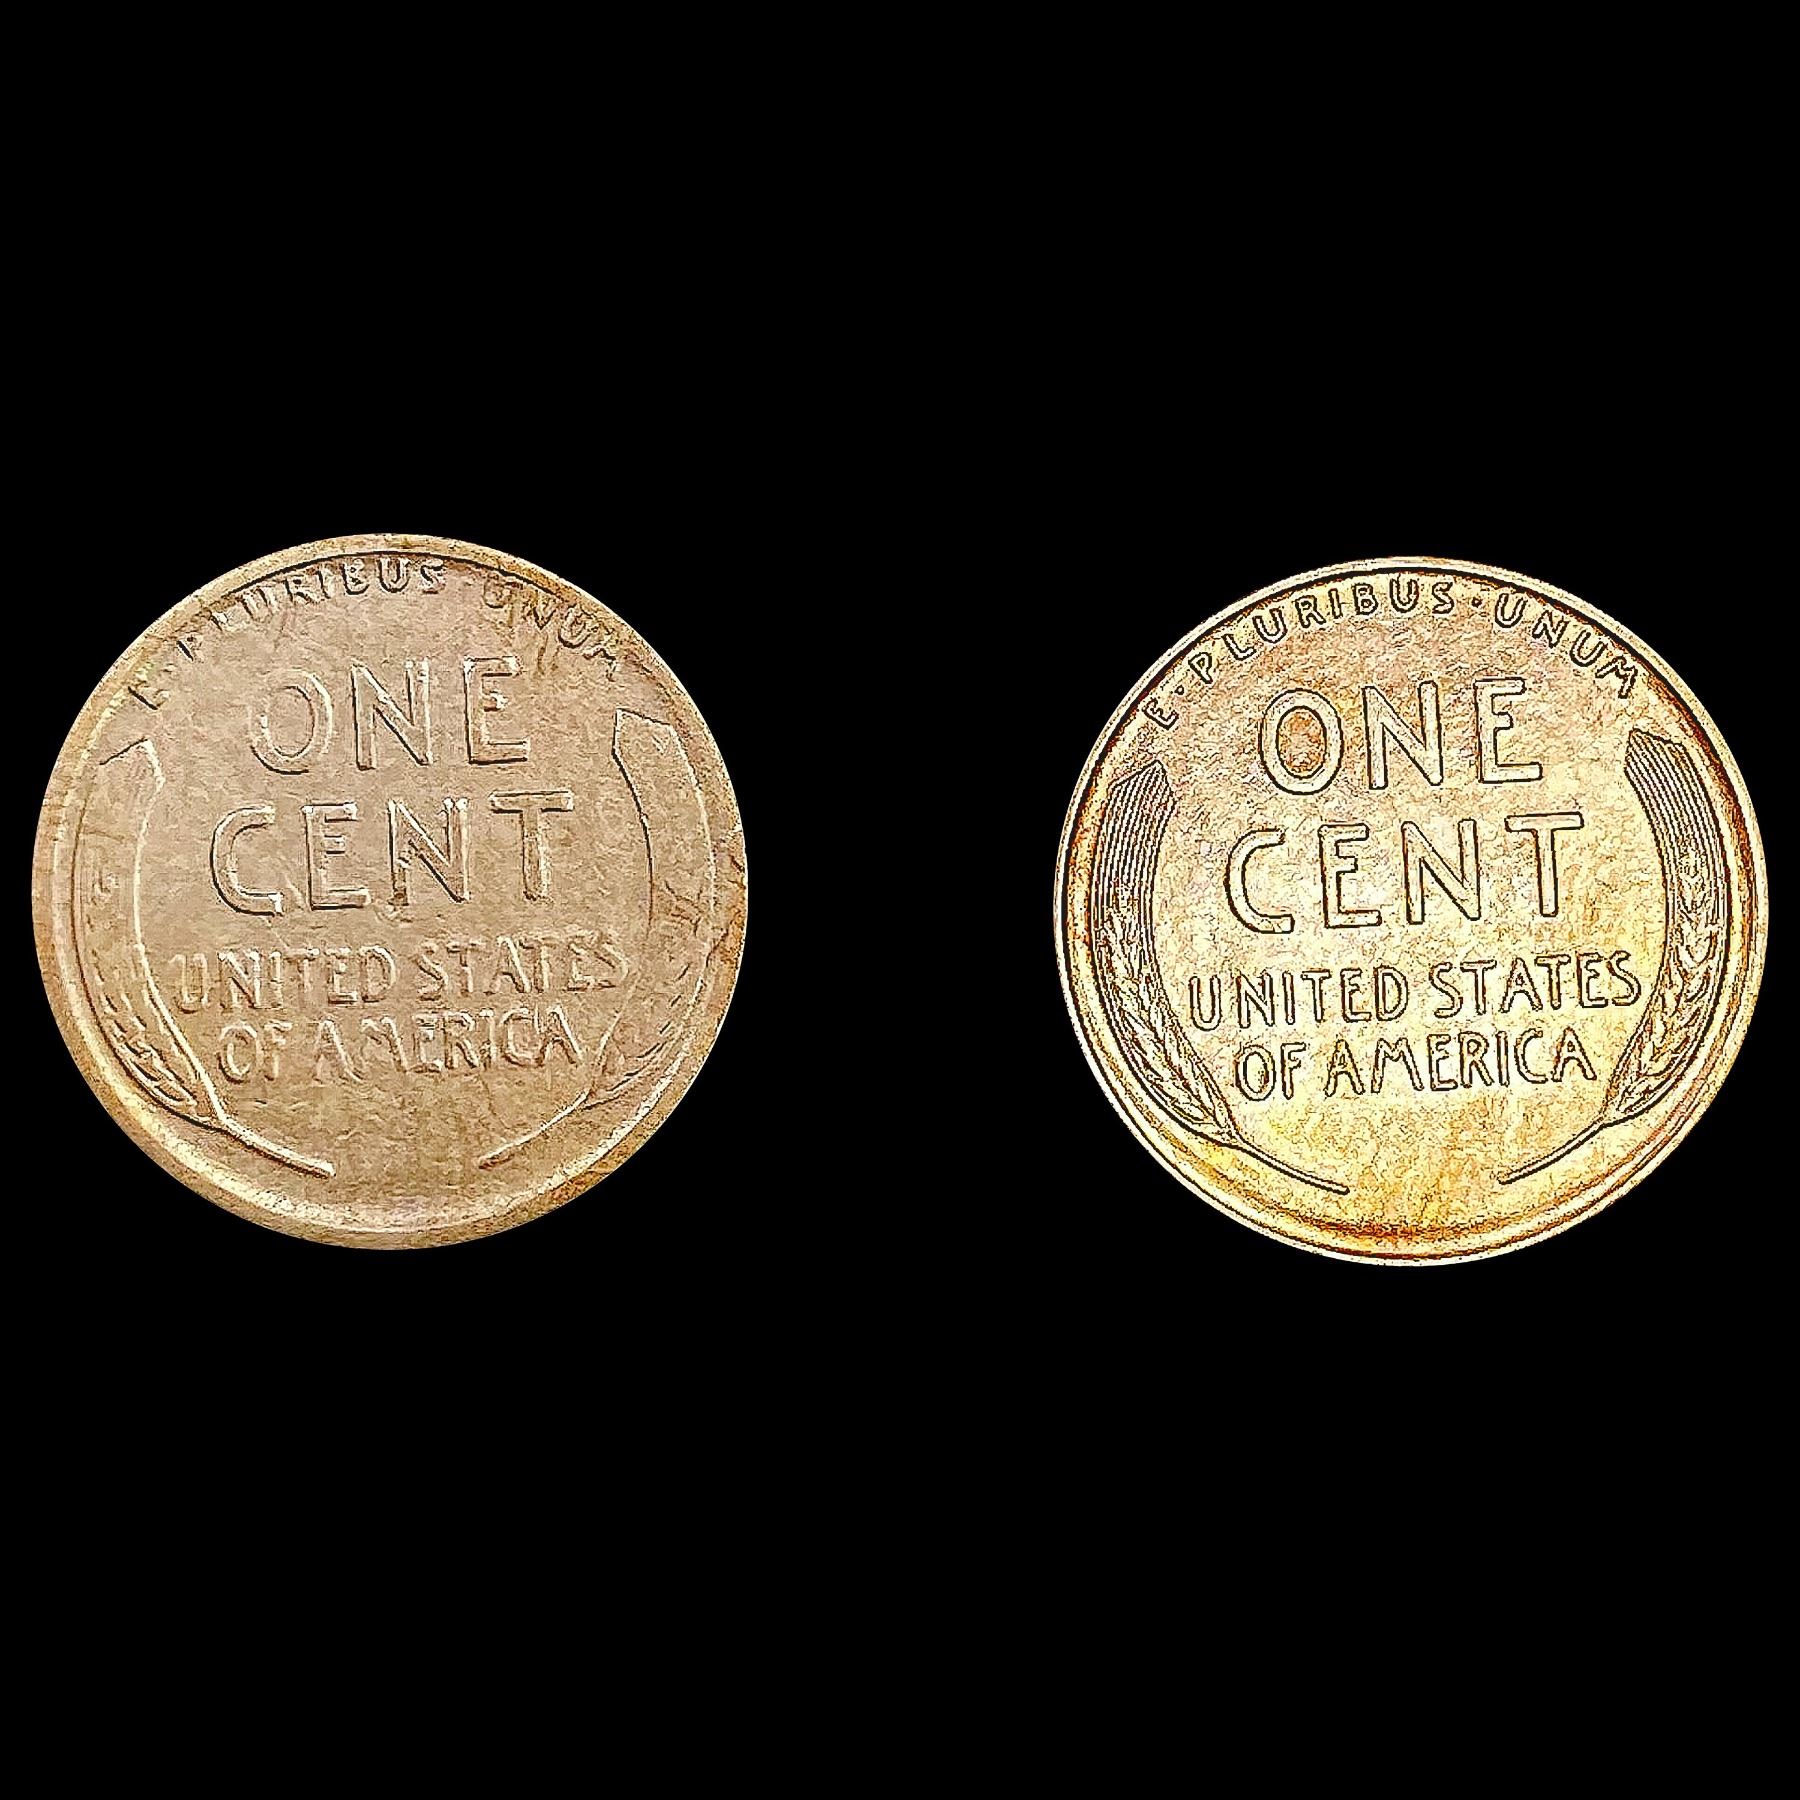 E·PLURIBUS UNUM
ONE
CENT
UNITED STATES
OF AMERICA
E·PLURIBUS·UNUM
ONE
CENT
UNITED STATES
OF AMERICA